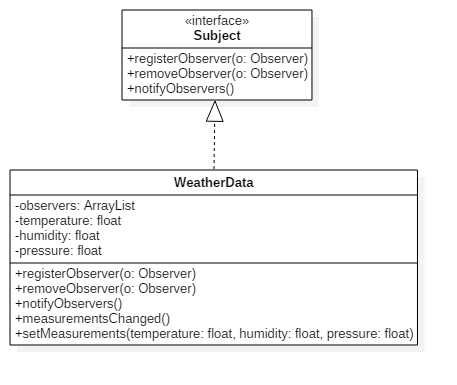 «interface»
Subject
+registerObserver(o: Observer)
+removeObserver(o: Observer)
+notifyObservers()
WeatherData
-observers: ArrayList
-temperature: float
-humidity: float
-pressure: float
+registerObserver(o: Observer)
+removeObserver(o: Observer)
+notifyObservers()
+measurementsChanged()
+setMeasurements(temperature: float, humidity: float, pressure: float)